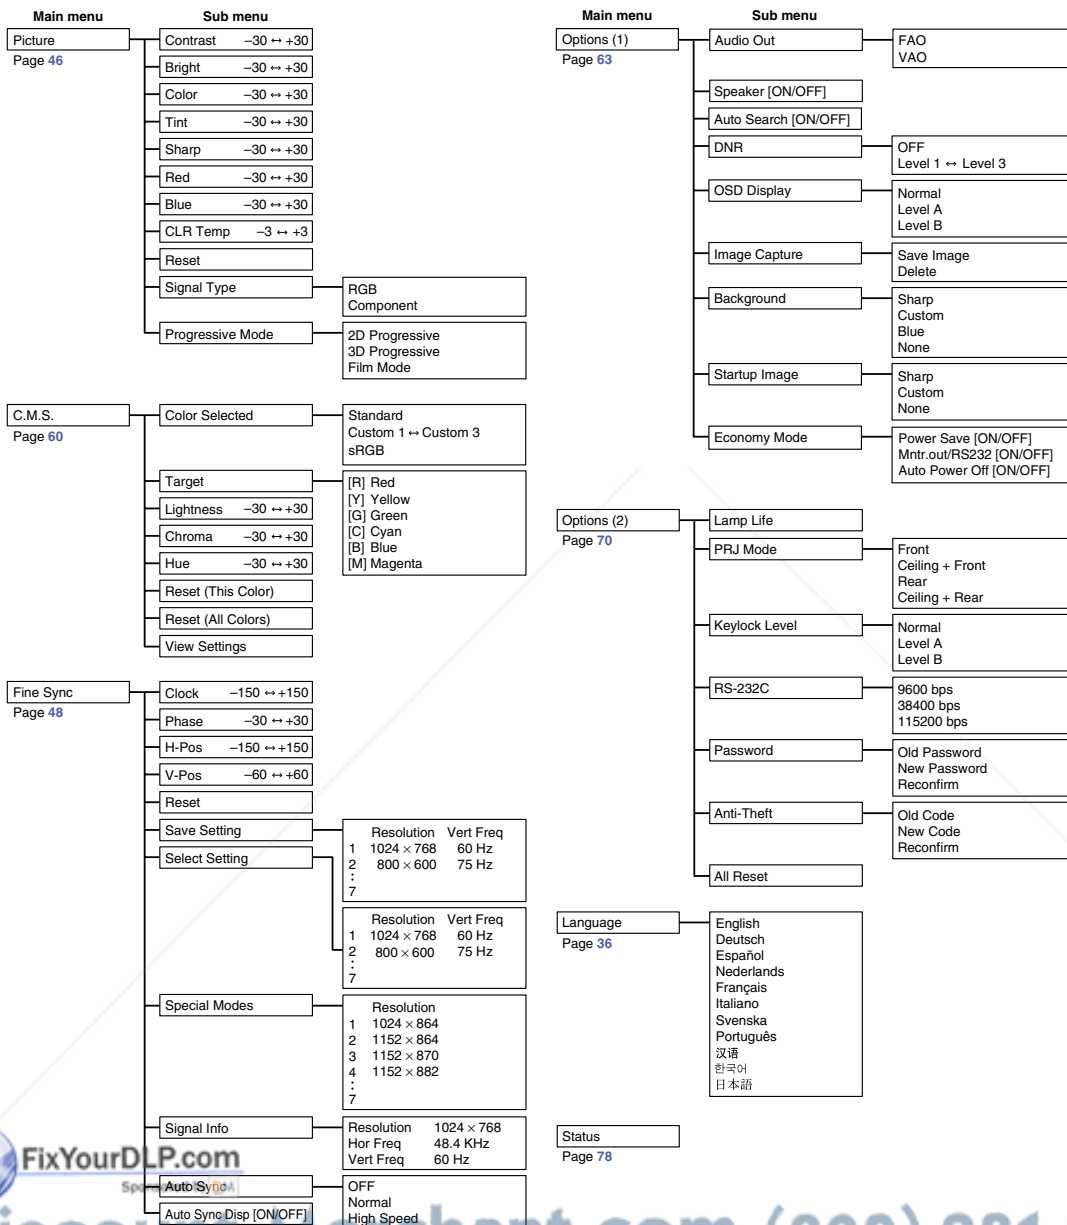 Main menu Sub menu
Picture
Page 46
Contrast −30 ↔ +30
Bright −30 ↔ +30
Color −30 ↔ +30
Tint −30 ↔ +30
Sharp −30 ↔ +30
Red −30 ↔ +30
Blue −30 ↔ +30
CLR Temp −3 ↔ +3
Reset
Signal Type
RGB
Component
Progressive Mode
2D Progressive
3D Progressive
Film Mode
C.M.S.
Page 60
Color Selected
Standard
Custom 1 ↔ Custom 3
sRGB
Target
[R] Red
[Y] Yellow
[G] Green
[C] Cyan
[B] Blue
[M] Magenta
Lightness −30 ↔ +30
Chroma −30 ↔ +30
Hue −30 ↔ +30
Reset (This Color)
Reset (All Colors)
View Settings
Fine Sync
Page 48
Clock −150 ↔ +150
Phase −30 ↔ +30
H-Pos −150 ↔ +150
V-Pos −60 ↔ +60
Reset
Save Setting
Resolution Vert Freq
1 1024 × 768 60 Hz
2 800 × 600 75 Hz
:
7
Select Setting
Resolution Vert Freq
1 1024 × 768 60 Hz
2 800 × 600 75 Hz
:
7
Special Modes
Resolution
1 1024 × 864
2 1152 × 864
3 1152 × 870
4 1152 × 882
:
7
Signal Info
Resolution 1024 × 768
Hor Freq 48.4 KHz
Vert Freq 60 Hz
Auto Sync
OFF
Normal
High Speed
Auto Sync Disp [ON/OFF]
Main menu Sub menu
Options (1)
Page 63
Audio Out
FAO
VAO
Speaker [ON/OFF]
Auto Search [ON/OFF]
DNR
OFF
Level 1 ↔ Level 3
OSD Display
Normal
Level A
Level B
Image Capture
Save Image
Delete
Background
Sharp
Custom
Blue
None
Startup Image
Sharp
Custom
None
Economy Mode
Power Save [ON/OFF]
Mntr.out/RS232 [ON/OFF]
Auto Power Off [ON/OFF]
Options (2)
Page 70
Lamp Life
PRJ Mode
Front
Ceiling + Front
Rear
Ceiling + Rear
Keylock Level
Normal
Level A
Level B
RS-232C
9600 bps
38400 bps
115200 bps
Password
Old Password
New Password
Reconfirm
Anti-Theft
Old Code
New Code
Reconfirm
All Reset
Language
Page 36
English
Deutsch
Español
Nederlands
Français
Italiano
Svenska
Português
汉语
한국어
日本語
Status
Page 78
FixYourDLP.com